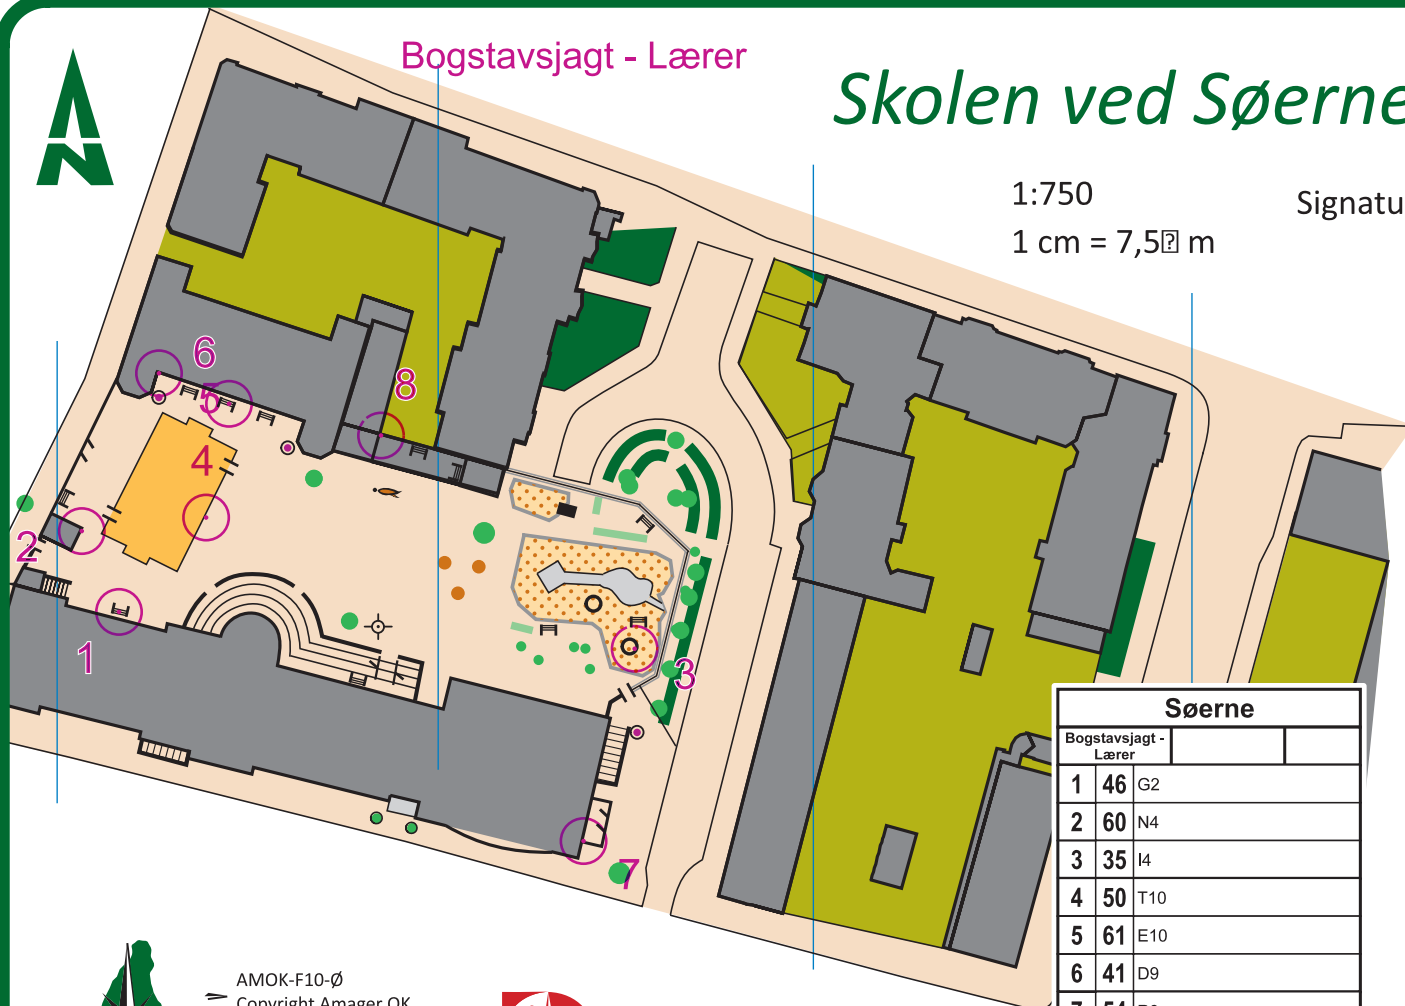 Bogstavsjagt - Lærer
Skolen ved Søerne
1:750
1 cm = 7,5 m
Signatu
6
5
8
4
2
1
3
7
Søerne
Bogstavsjagt -
Lærer
1 46 G2
2 60 N4
3 35 I4
4 50 T10
5 61 E10
6 41 D9
AMOK-F10-Ø
Copyright Amager OK